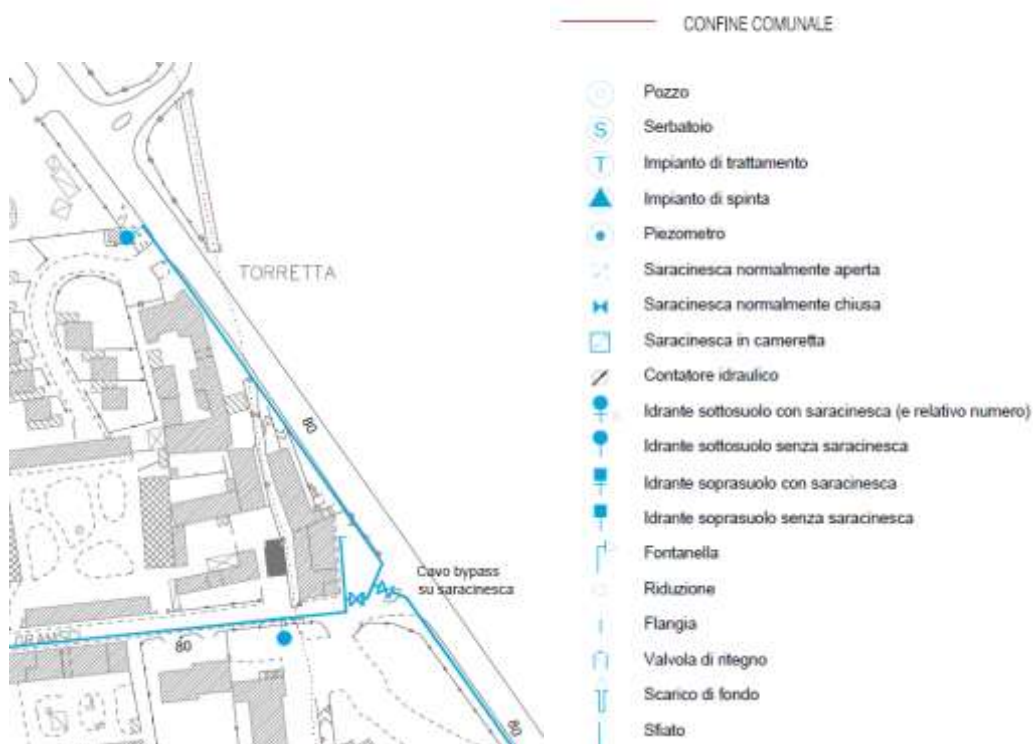 CONFINE COMUNALE
Pozzo
S
Serbatoio
T
Impianto di trattamento
Impianto di spinta
Piezometro
Saracinesca normalmente aperta
Saracinesca normalmente chiusa
Saracinesca in cameretta
Contatore idraulico
Idrante sottosuolo con saracinesca (e relativo numero)
Idrante sottosuolo senza saracinesca
Idrante soprasuolo con saracinesca
Idrante soprasuolo senza saracinesca
Fontanella
Riduzione
Flangia
Valvola di ritegno
Scarico di fondo
Sfiato
TORRETTA
80
Cavo bypass
su saracinesca
80
80